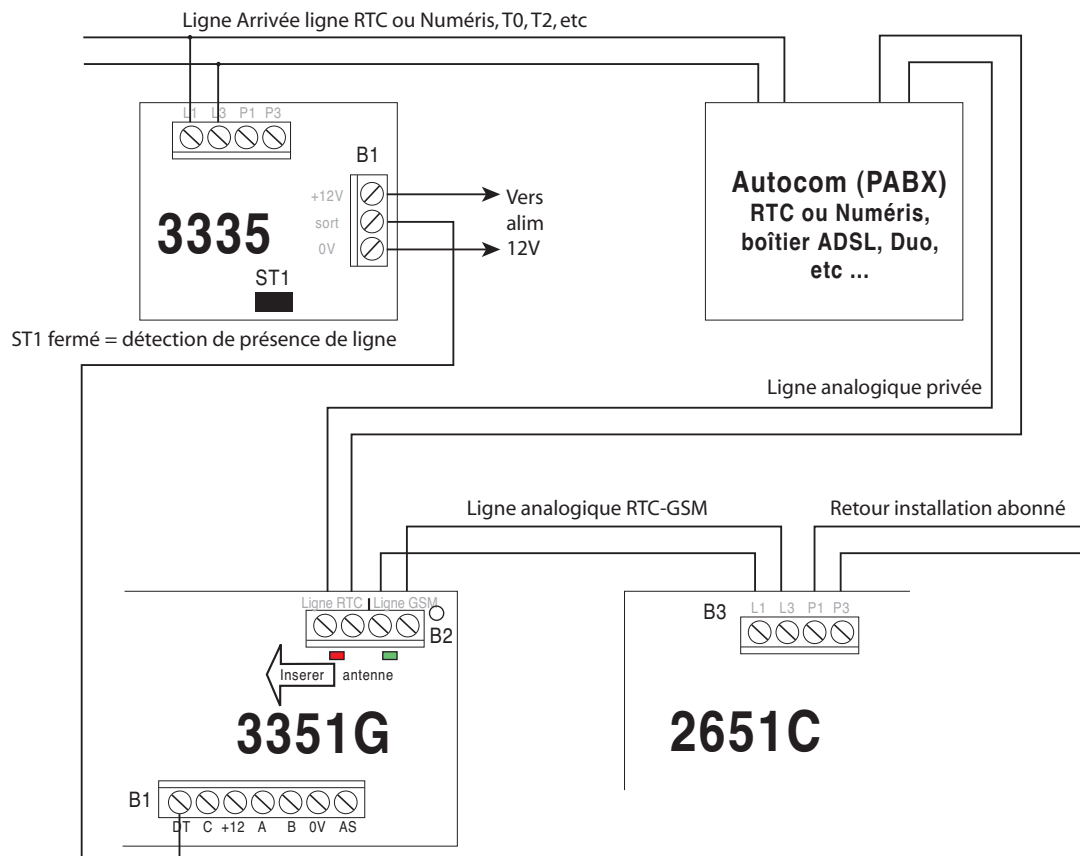 Ligne Arrivée ligne RTC ou Numéris, T0, T2, etc
L1 L3 P1 P3
B1
+12V
sort
0V
3335
ST1
Vers
alim
12V
Autocom (PABX)
RTC ou Numéris,
boîtier ADSL, Duo,
etc ...
ST1 fermé = détection de présence de ligne
Ligne analogique privée
Ligne analogique RTC-GSM
Retour installation abonné
Ligne RTC Ligne GSM
B2
Inserer antenne
3351G
B1
DT C +12 A B 0V AS
B3
L1 L3 P1 P3
2651C